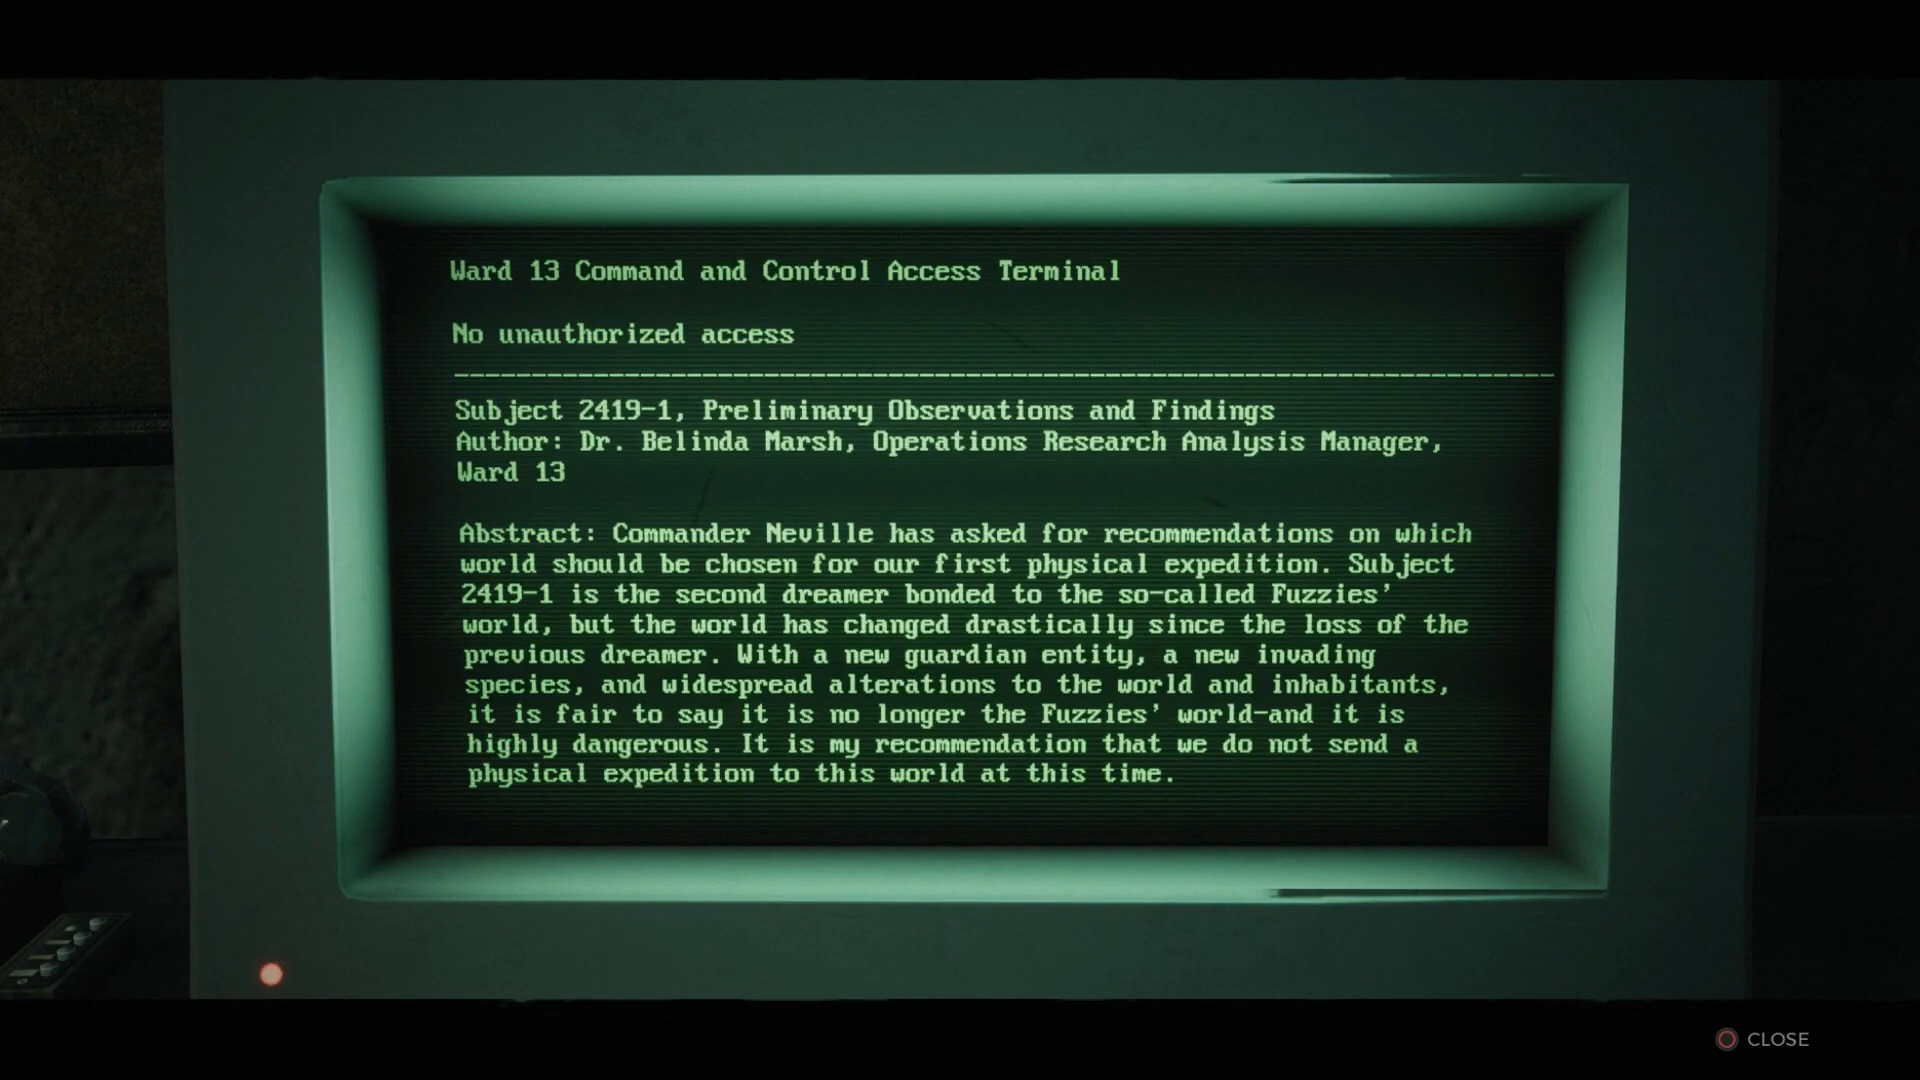 Ward 13 Command and Control Access Terminal
No unauthorized access
------------------------------------------------------------------------
Subject 2419-1, Preliminary Observations and Findings
Author: Dr. Belinda Marsh, Operations Research Analysis Manager,
Ward 13
Abstract: Commander Neville has asked for recommendations on which
world should be chosen for our first physical expedition. Subject
2419-1 is the second dreamer bonded to the so-called Fuzzies'
world, but the world has changed drastically since the loss of the
previous dreamer. With a new guardian entity, a new invading
species, and widespread alterations to the world and inhabitants,
it is fair to say it is no longer the Fuzzies' world-and it is
highly dangerous. It is my recommendation that we do not send a
physical expedition to this world at this time.
CLOSE